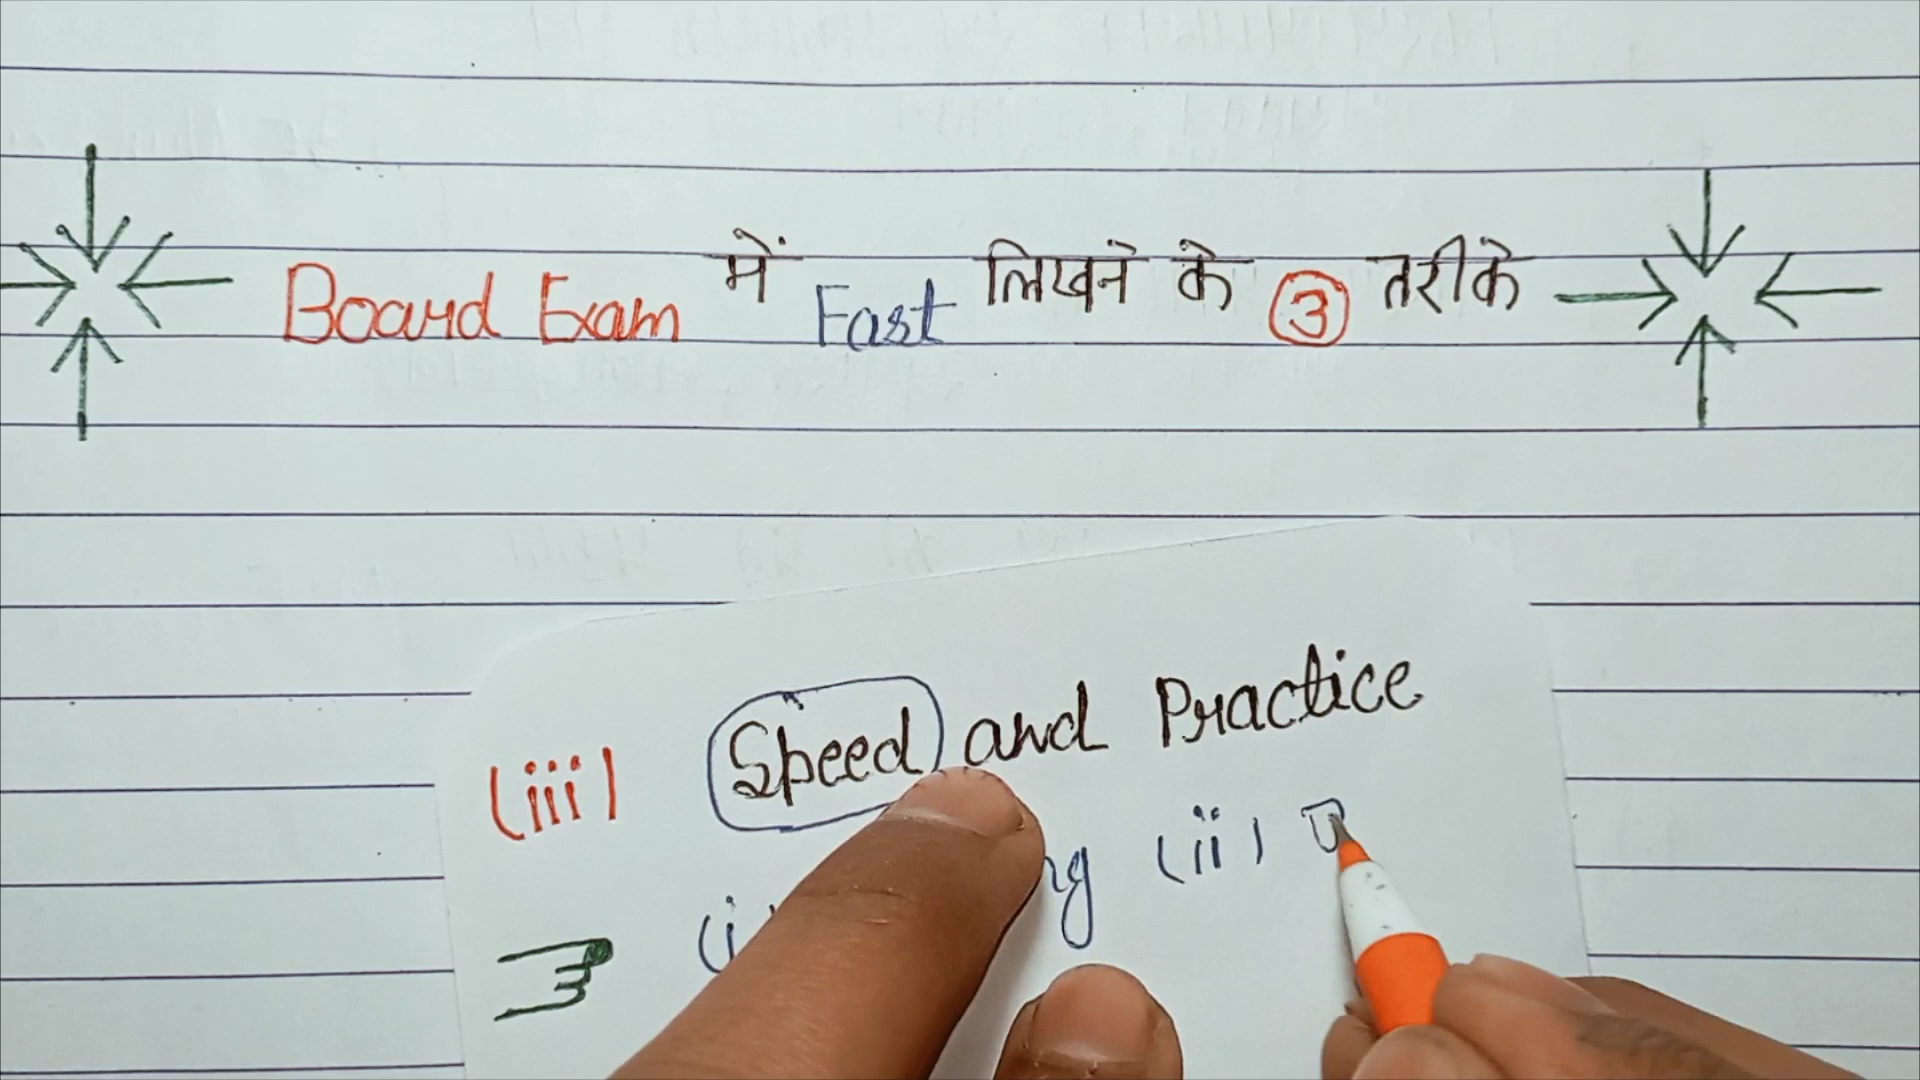 Board Exam में Fast लिखने के 3 तरीके
(iii) Speed and Practice
(ii)